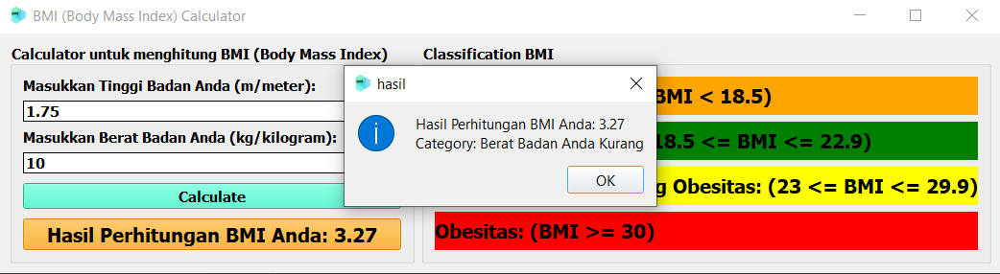 BMI (Body Mass Index) Calculator
Calculator untuk menghitung BMI (Body Mass Index)
Masukkan Tinggi Badan Anda (m/meter):
1.75
Masukkan Berat Badan Anda (kg/kilogram):
10
Calculate
Hasil Perhitungan BMI Anda: 3.27
hasil
Hasil Perhitungan BMI Anda: 3.27
Category: Berat Badan Anda Kurang
OK
Classification BMI
BMI < 18.5)
18.5 <= BMI <= 22.9)
Obesitas: (23 <= BMI <= 29.9)
Obesitas: (BMI >= 30)